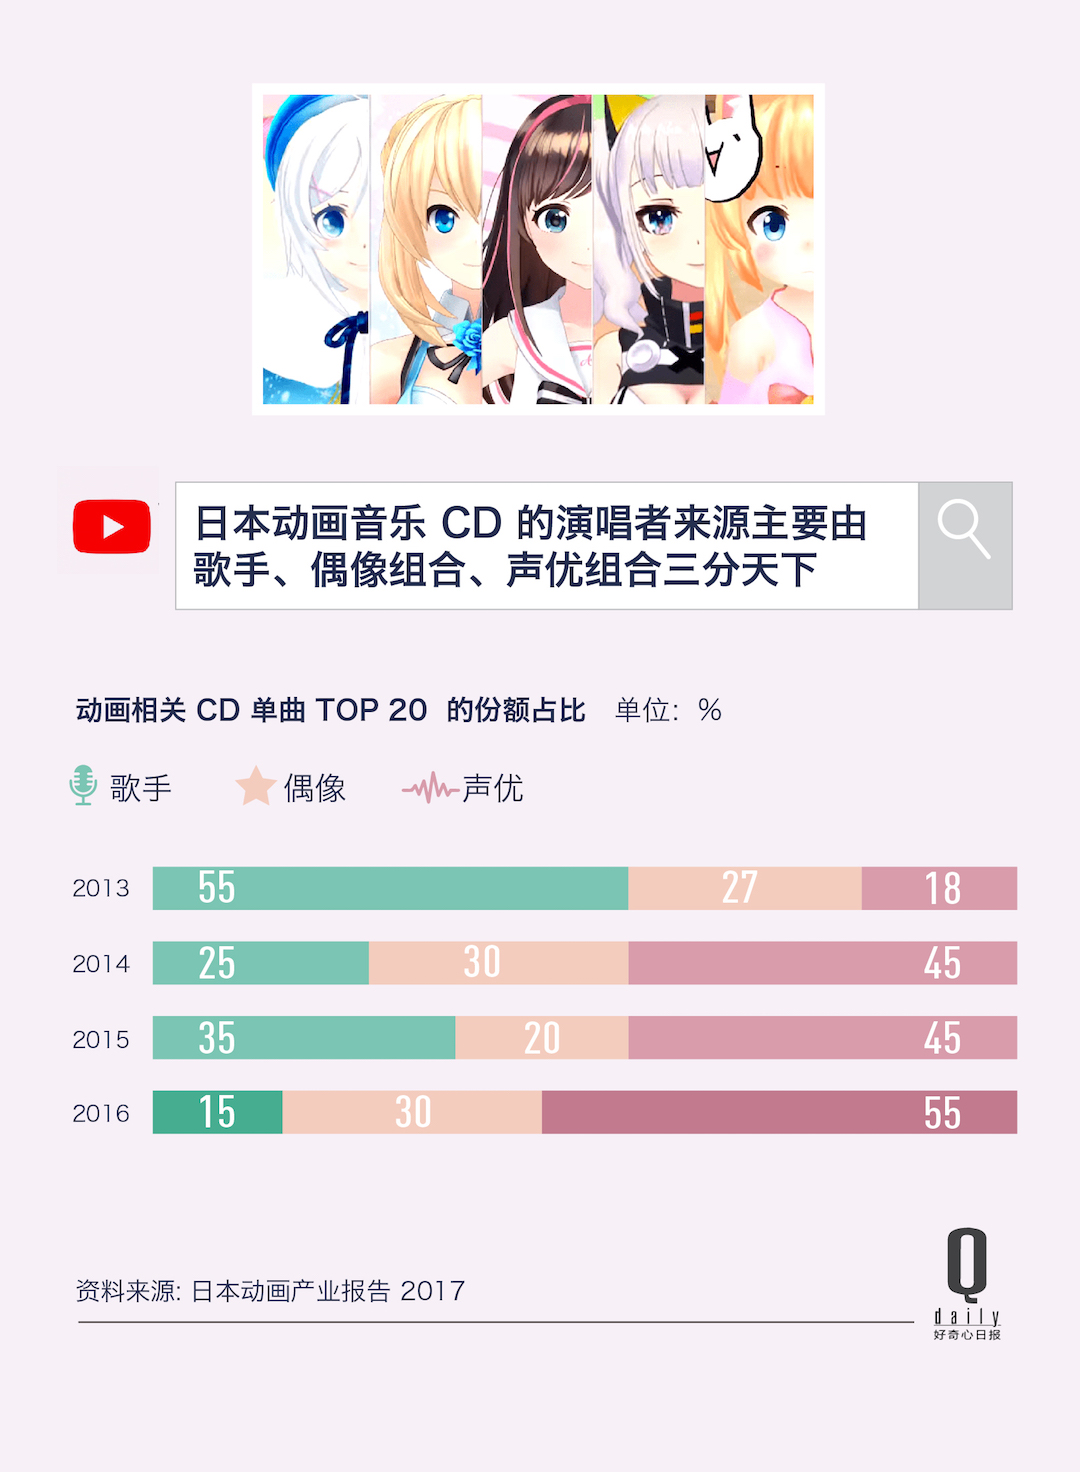 日本动画音乐 CD 的演唱者来源主要由
歌手、偶像组合、声优组合三分天下
动画相关 CD 单曲 TOP 20 的份额占比 单位：%
歌手 偶像 声优
2013 55 27 18
2014 25 30 45
2015 35 20 45
2016 15 30 55
资料来源: 日本动画产业报告 2017
Q
daily
好奇心日报